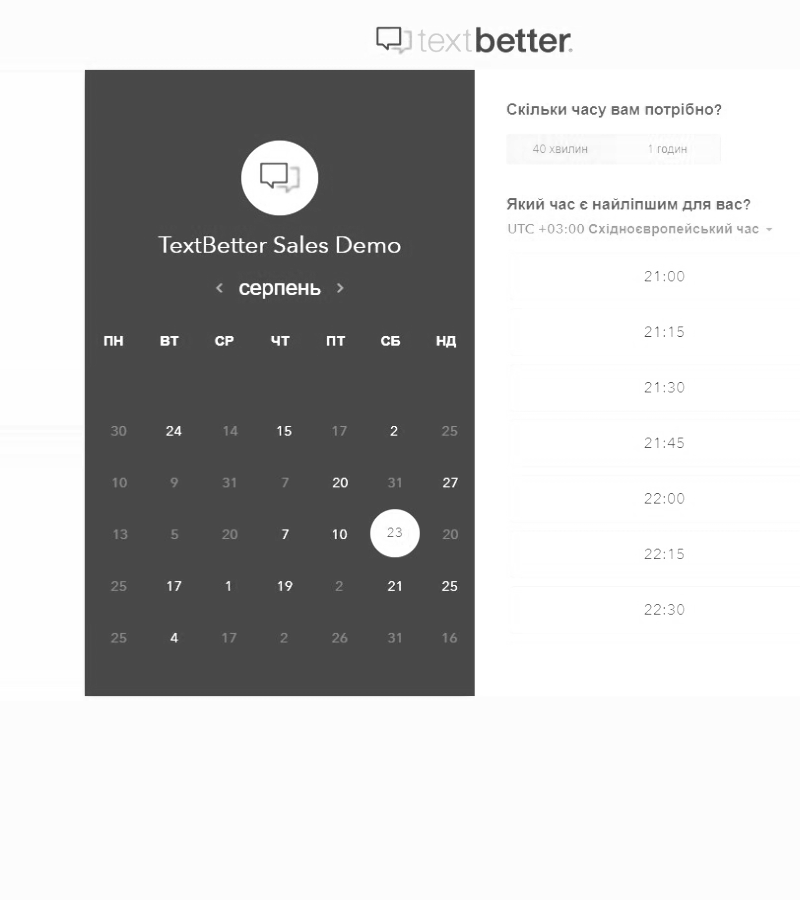 textbetter.
TextBetter Sales Demo
‹ серпень ›
ПН ВТ СР ЧТ ПТ СБ НД
30 24 14 15 17 2 25
10 9 31 7 20 31 27
13 5 20 7 10 23 20
25 17 1 19 2 21 25
25 4 17 2 26 31 16
Скільки часу вам потрібно?
40 хвилин 1 годин
Який час є найліпшим для вас?
UTC +03:00 Східноєвропейський час
21:00
21:15
21:30
21:45
22:00
22:15
22:30